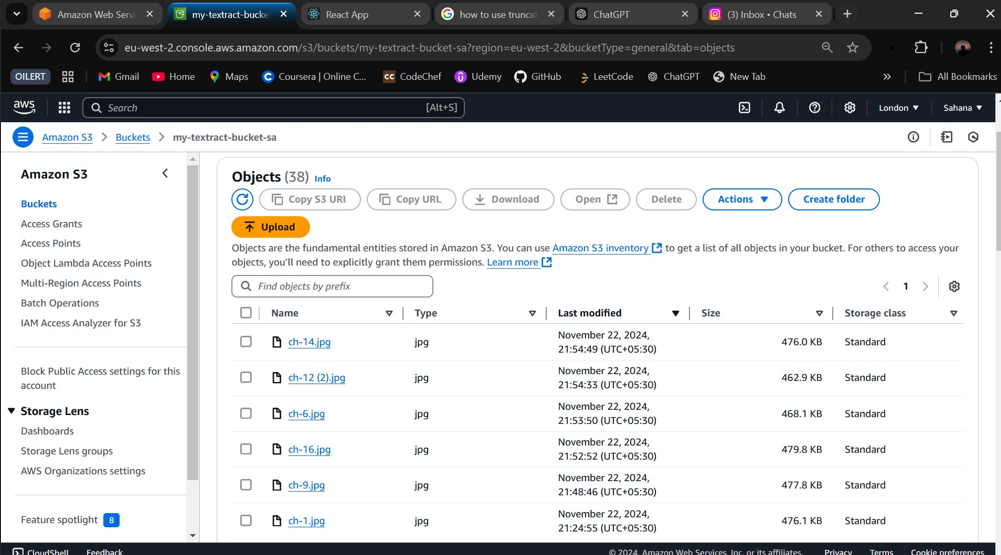 Amazon Web Servi
my-textract-bucket
React App
how to use truncat
ChatGPT
(3) Inbox • Chats
eu-west-2.console.aws.amazon.com/s3/buckets/my-textract-bucket-sa?region=eu-west-2&bucketType=general&tab=objects
OILERT
Gmail
Home
Maps
Coursera | Online C...
CodeChef
Udemy
GitHub
LeetCode
ChatGPT
New Tab
All Bookmarks
aws
Search
[Alt+S]
London
Sahana
Amazon S3 > Buckets > my-textract-bucket-sa
Amazon S3
Buckets
Access Grants
Access Points
Object Lambda Access Points
Multi-Region Access Points
Batch Operations
IAM Access Analyzer for S3
Block Public Access settings for this
account
Storage Lens
Dashboards
Storage Lens groups
AWS Organizations settings
Feature spotlight 8
Objects (38) Info
Copy S3 URI
Copy URL
Download
Open
Delete
Actions
Create folder
Upload
Objects are the fundamental entities stored in Amazon S3. You can use Amazon S3 inventory to get a list of all objects in your bucket. For others to access your
objects, you'll need to explicitly grant them permissions. Learn more
Find objects by prefix
1
Name Type Last modified Size Storage class
ch-14.jpg jpg November 22, 2024, 21:54:49 (UTC+05:30) 476.0 KB Standard
ch-12 (2).jpg jpg November 22, 2024, 21:54:33 (UTC+05:30) 462.9 KB Standard
ch-6.jpg jpg November 22, 2024, 21:53:50 (UTC+05:30) 468.1 KB Standard
ch-16.jpg jpg November 22, 2024, 21:52:52 (UTC+05:30) 479.8 KB Standard
ch-9.jpg jpg November 22, 2024, 21:48:46 (UTC+05:30) 477.8 KB Standard
ch-1.jpg jpg November 22, 2024, 21:24:55 (UTC+05:30) 476.1 KB Standard
CloudShell
Feedback
© 2024, Amazon Web Services, Inc. or its affiliates.
Privacy
Terms
Cookie preferences